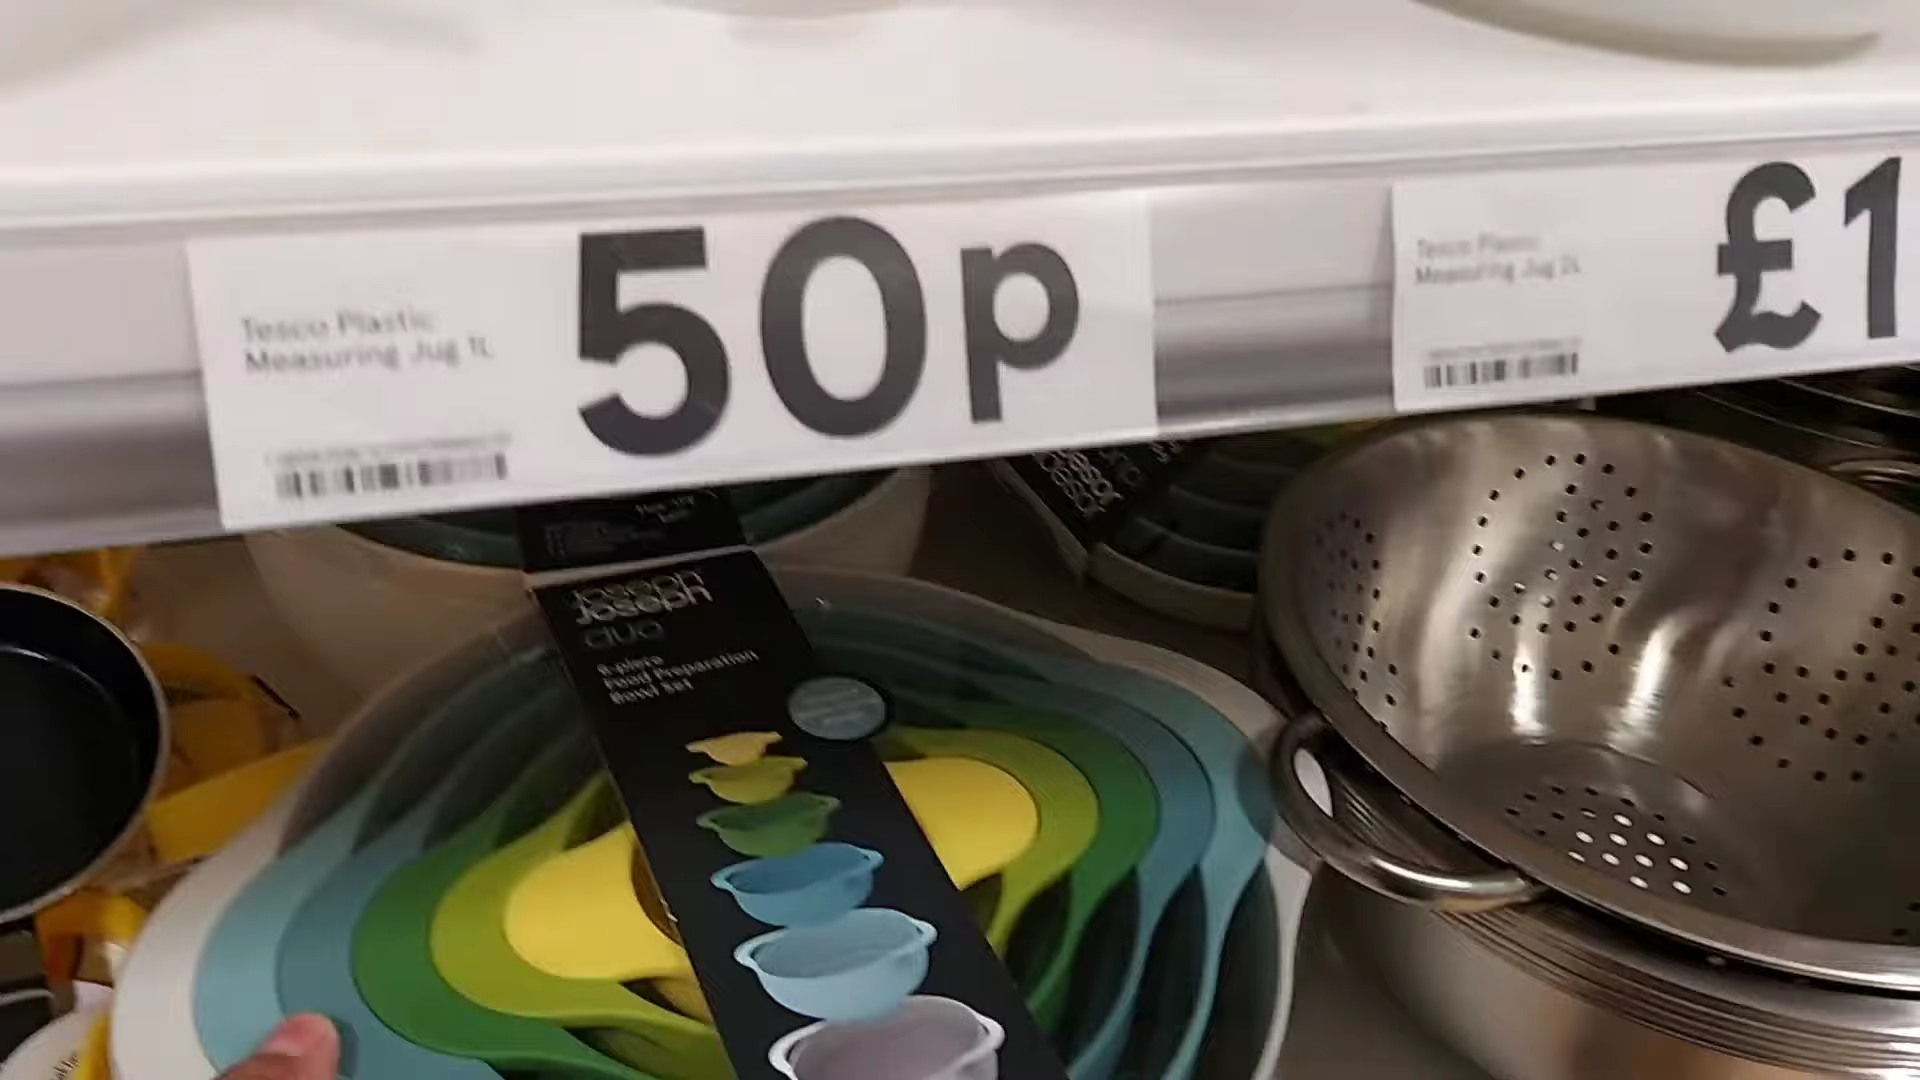 Tesco Plastic
Measuring Jug 1L
50p
Tesco Plastic
Measuring Jug 2L
£1
Joseph
Joseph
duo
6-piece
Food Preparation
Bowl Set